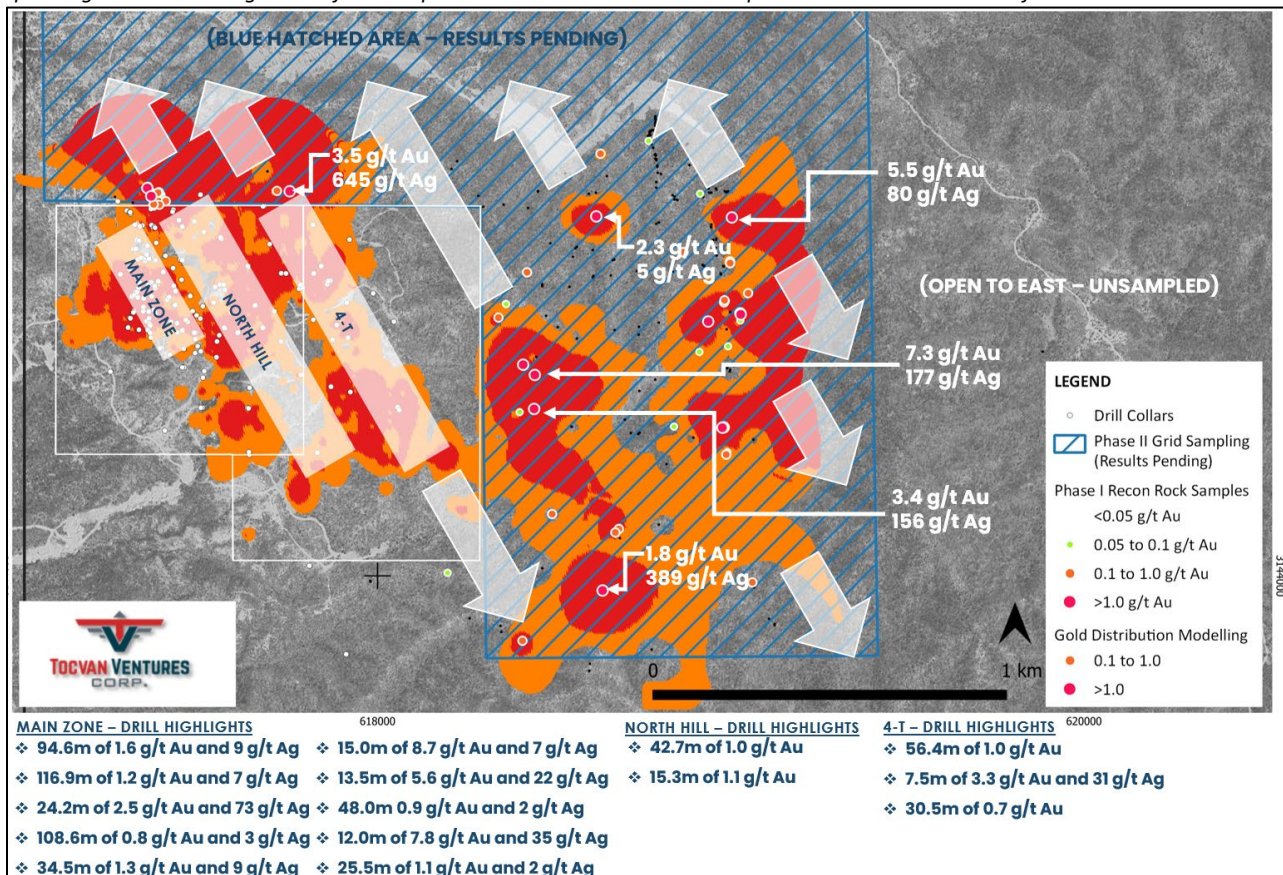 (BLUE HATCHED AREA – RESULTS PENDING)
3.5 g/t Au
645 g/t Ag
5.5 g/t Au
80 g/t Ag
2.3 g/t Au
5 g/t Ag
(OPEN TO EAST – UNSAMPLED)
MAIN ZONE
NORTH HILL
4-T
7.3 g/t Au
177 g/t Ag
3.4 g/t Au
156 g/t Ag
1.8 g/t Au
389 g/t Ag
LEGEND
Drill Collars
Phase II Grid Sampling
(Results Pending)
Phase I Recon Rock Samples
<0.05 g/t Au
0.05 to 0.1 g/t Au
0.1 to 1.0 g/t Au
>1.0 g/t Au
Gold Distribution Modelling
0.1 to 1.0
>1.0
3144000
0
1 km
TOCVAN VENTURES
CORP.
618000
620000
MAIN ZONE – DRILL HIGHLIGHTS
❖ 94.6m of 1.6 g/t Au and 9 g/t Ag
❖ 116.9m of 1.2 g/t Au and 7 g/t Ag
❖ 24.2m of 2.5 g/t Au and 73 g/t Ag
❖ 108.6m of 0.8 g/t Au and 3 g/t Ag
❖ 34.5m of 1.3 g/t Au and 9 g/t Ag
❖ 15.0m of 8.7 g/t Au and 7 g/t Ag
❖ 13.5m of 5.6 g/t Au and 22 g/t Ag
❖ 48.0m 0.9 g/t Au and 2 g/t Ag
❖ 12.0m of 7.8 g/t Au and 35 g/t Ag
❖ 25.5m of 1.1 g/t Au and 2 g/t Ag
NORTH HILL – DRILL HIGHLIGHTS
❖ 42.7m of 1.0 g/t Au
❖ 15.3m of 1.1 g/t Au
4-T – DRILL HIGHLIGHTS
❖ 56.4m of 1.0 g/t Au
❖ 7.5m of 3.3 g/t Au and 31 g/t Ag
❖ 30.5m of 0.7 g/t Au